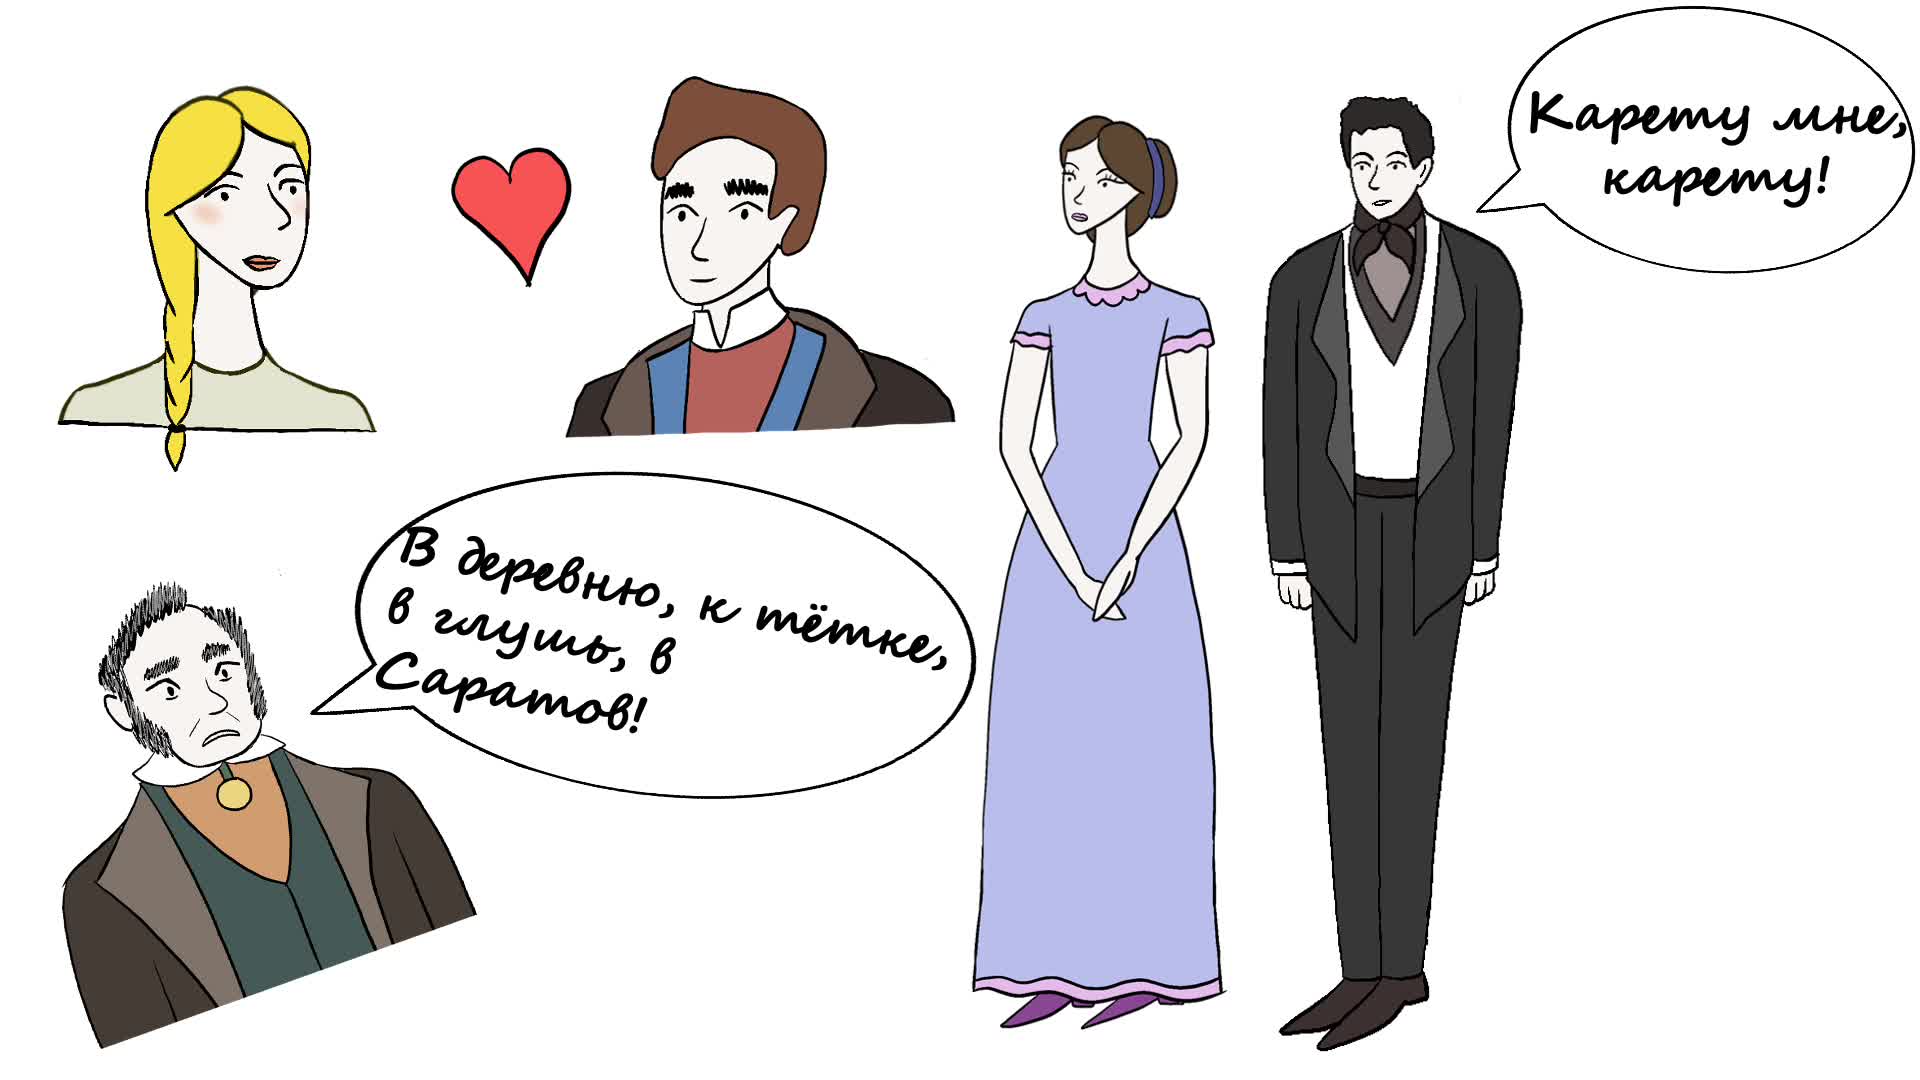 Карету мне,
карету!
В деревню, к тётке,
в глушь, в
Саратов!